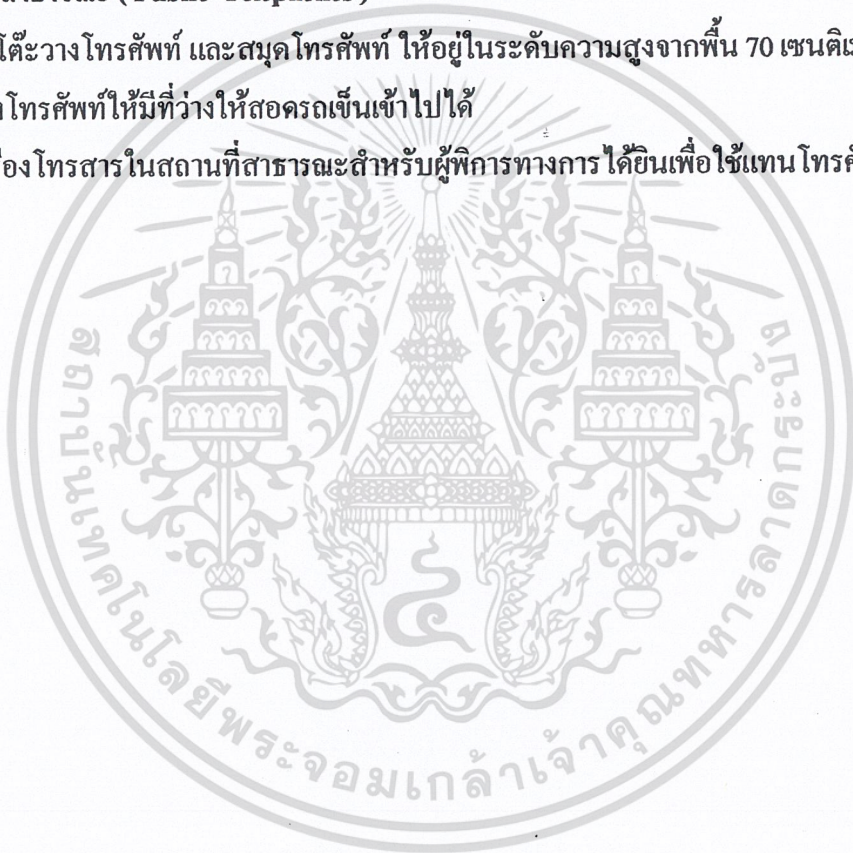 (Public Telephone)
โต๊ะวางโทรศัพท์ และสมุดโทรศัพท์ ให้อยู่ในระดับความสูงจากพื้น 70 เซนติเ
โทรศัพท์ให้มีที่ว่างให้สอดรถเข็นเข้าไปได้
องโทรสารในสถานที่สาธารณะสำหรับผู้พิการทางการได้ยินเพื่อใช้แทนโทรศั
สถาบันเทคโนโลยีพระจอมเกล้าเจ้าคุณทหารลาดกระบัง